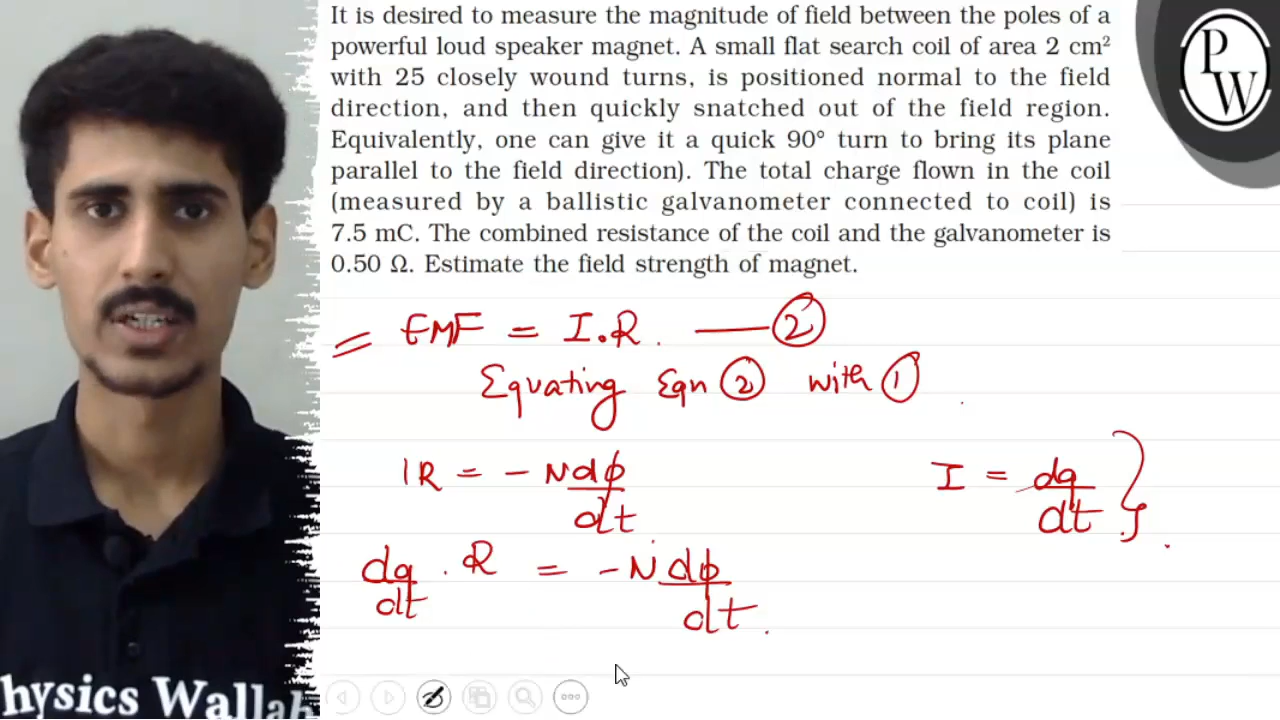 It is desired to measure the magnitude of field between the poles of a
powerful loud speaker magnet. A small flat search coil of area 2 cm²
with 25 closely wound turns, is positioned normal to the field
direction, and then quickly snatched out of the field region.
Equivalently, one can give it a quick 90° turn to bring its plane
parallel to the field direction). The total charge flown in the coil
(measured by a ballistic galvanometer connected to coil) is
7.5 mC. The combined resistance of the coil and the galvanometer is
0.50 Ω. Estimate the field strength of magnet.
P
W
= EMF = I.R. — ②
Equating Eqn ② with ①
IR = - N dϕ/dt
I = dq/dt }
dq/dt . R = - N dϕ/dt.
hysics Wallah